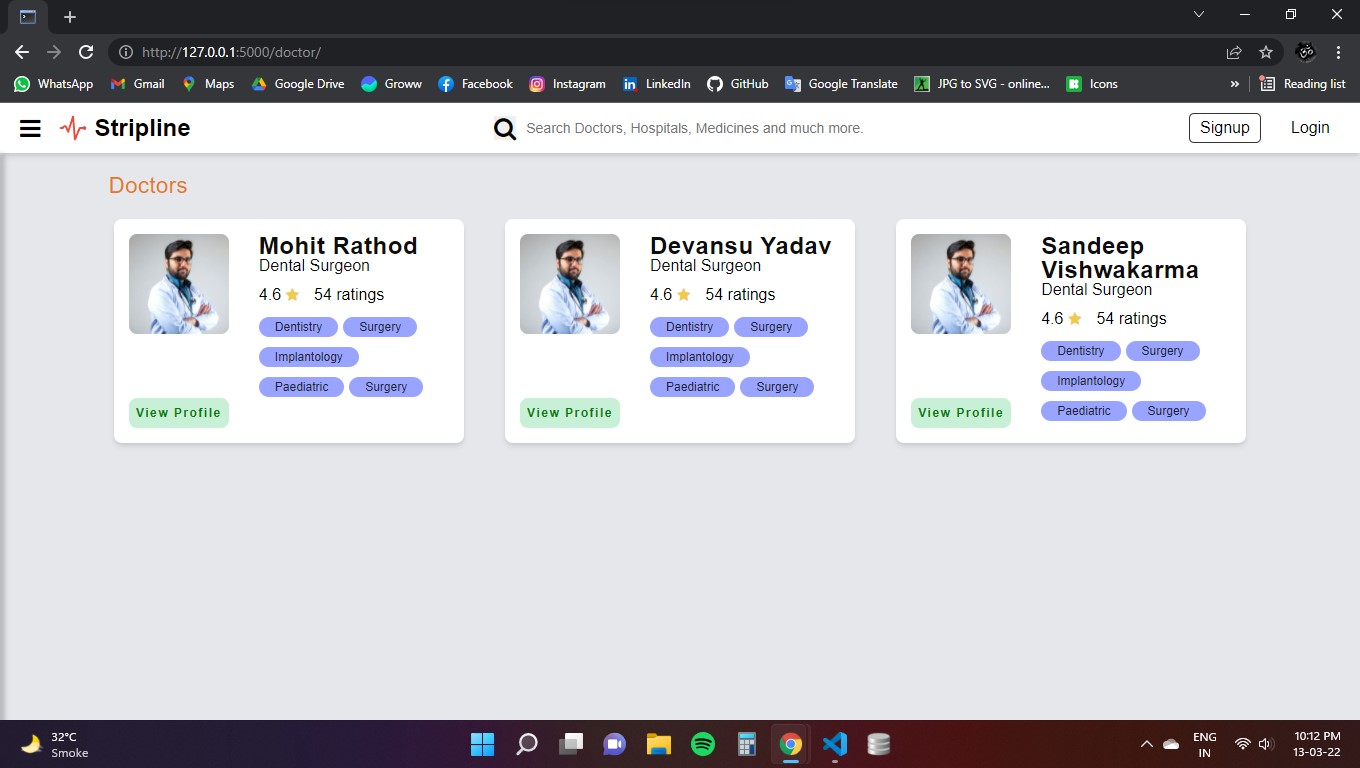 http://127.0.0.1:5000/doctor/
WhatsApp Gmail Maps Google Drive Groww Facebook Instagram LinkedIn GitHub Google Translate JPG to SVG - online... Icons » Reading list
Stripline Search Doctors, Hospitals, Medicines and much more. Signup Login
Doctors
Mohit Rathod
Dental Surgeon
4.6 54 ratings
Dentistry Surgery
Implantology
Paediatric Surgery
View Profile
Devansu Yadav
Dental Surgeon
4.6 54 ratings
Dentistry Surgery
Implantology
Paediatric Surgery
View Profile
Sandeep
Vishwakarma
Dental Surgeon
4.6 54 ratings
Dentistry Surgery
Implantology
Paediatric Surgery
View Profile
32°C
Smoke
ENG
IN
10:12 PM
13-03-22